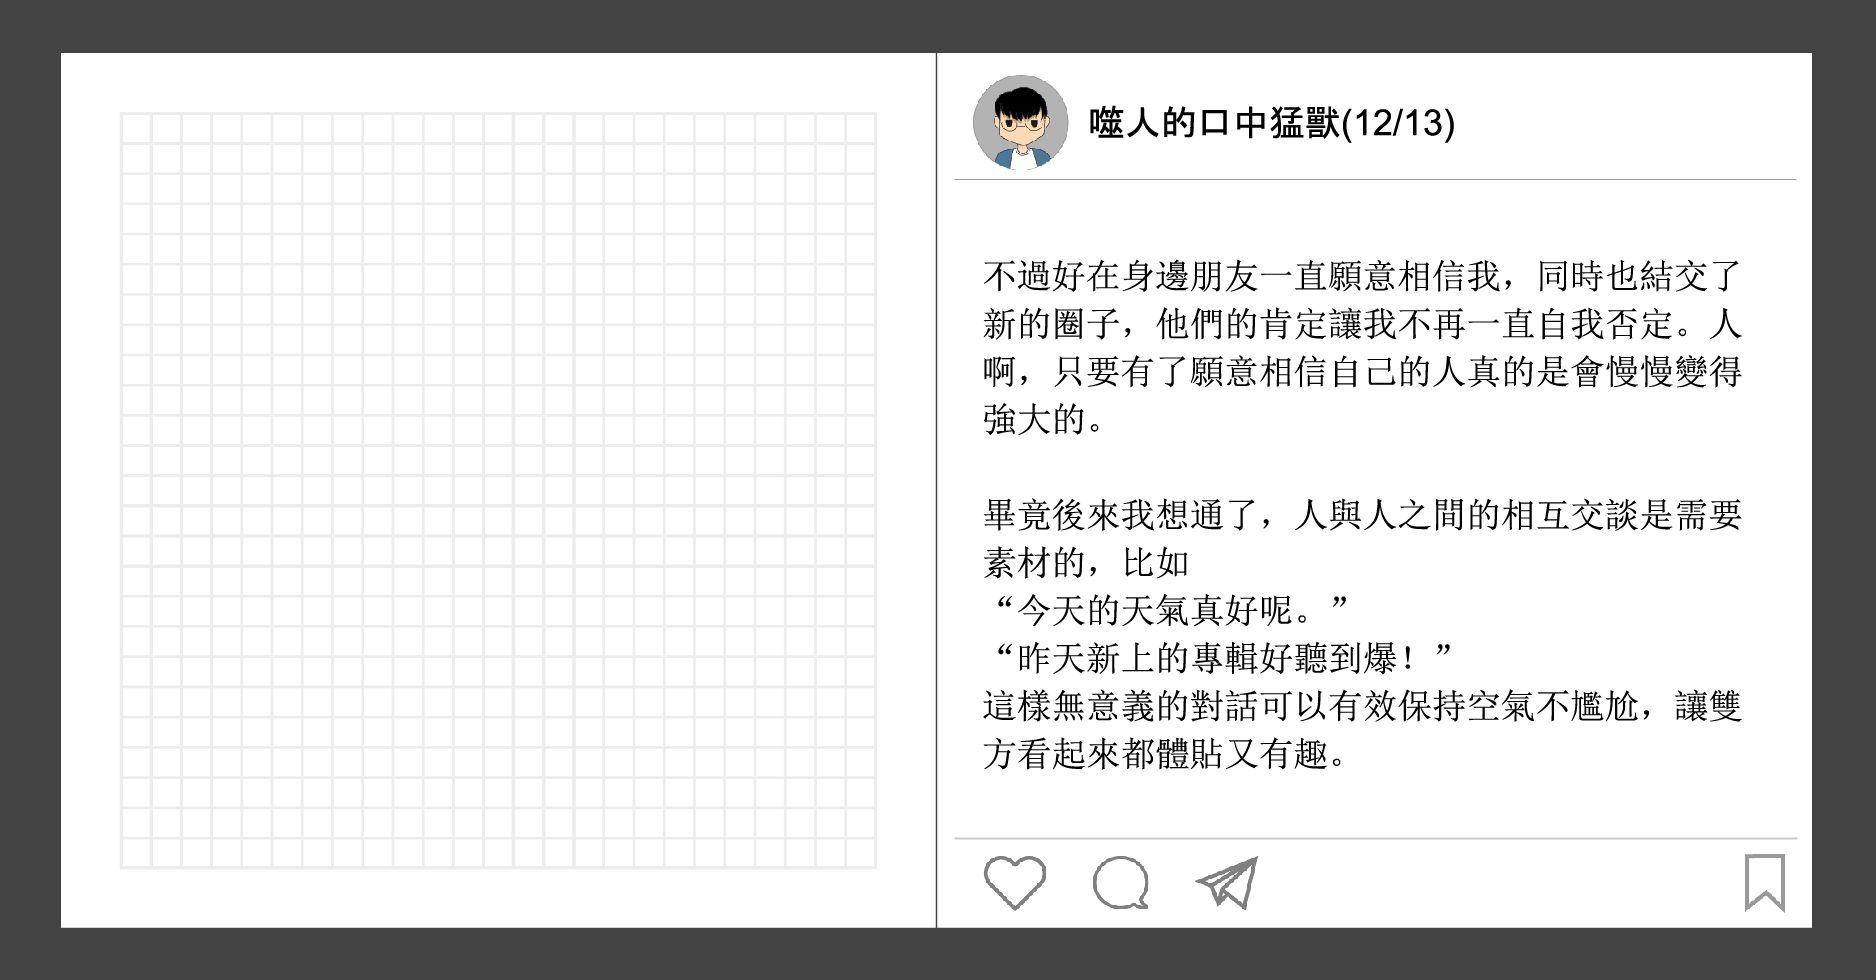 噬人的口中猛獸(12/13)
不過好在身邊朋友一直願意相信我，同時也結交了
新的圈子，他們的肯定讓我不再一直自我否定。人
啊，只要有了願意相信自己的人真的是會慢慢變得
強大的。
畢竟後來我想通了，人與人之間的相互交談是需要
素材的，比如
“今天的天氣真好呢。”
“昨天新上的專輯好聽到爆！”
這樣無意義的對話可以有效保持空氣不尷尬，讓雙
方看起來都體貼又有趣。